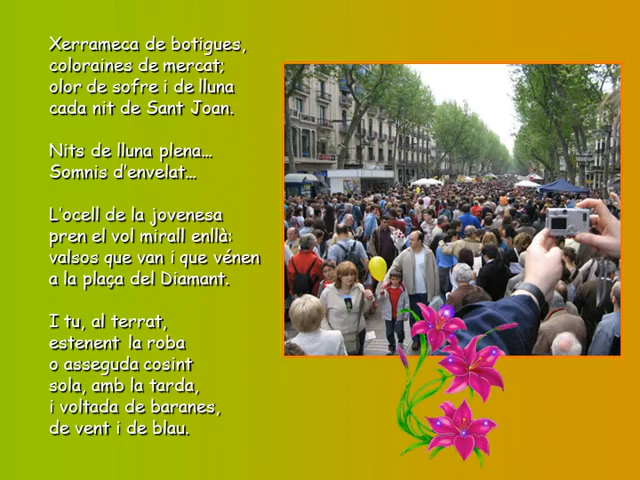 Xerrameca de botigues,
coloraines de mercat;
olor de sofre i de lluna
cada nit de Sant Joan.
Nits de lluna plena...
Somnis d'envelat...
L'ocell de la jovenesa
pren el vol mirall enllà:
valsos que van i que vénen
a la plaça del Diamant.
I tu, al terrat,
estenent la roba
o asseguda cosint
sola, amb la tarda,
i voltada de baranes,
de vent i de blau.